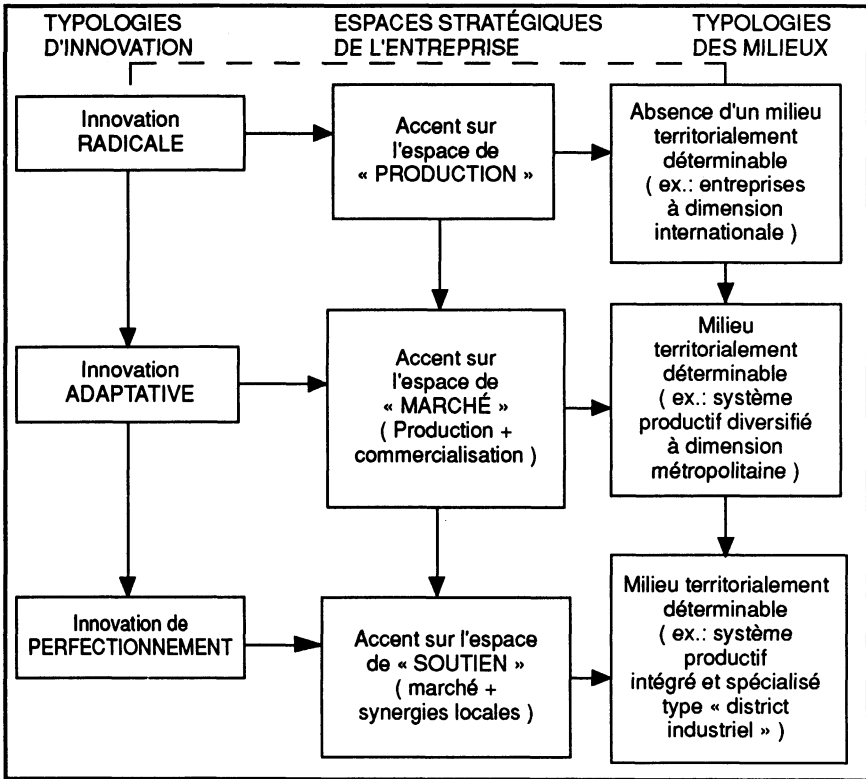 TYPOLOGIES
D'INNOVATION
ESPACES STRATÉGIQUES
DE L'ENTREPRISE
TYPOLOGIES
DES MILIEUX
Innovation
RADICALE
Accent sur
l'espace de
« PRODUCTION »
Absence d'un milieu
territorialement
déterminable
( ex.: entreprises
à dimension
internationale )
Innovation
ADAPTATIVE
Accent sur
l'espace de
« MARCHÉ »
( Production +
commercialisation )
Milieu
territorialement
déterminable
( ex.: système
productif diversifié
à dimension
métropolitaine )
Innovation de
PERFECTIONNEMENT
Accent sur l'espace
de « SOUTIEN »
( marché +
synergies locales )
Milieu territorialement
déterminable
( ex.: système
productif
intégré et spécialisé
type « district
industriel » )